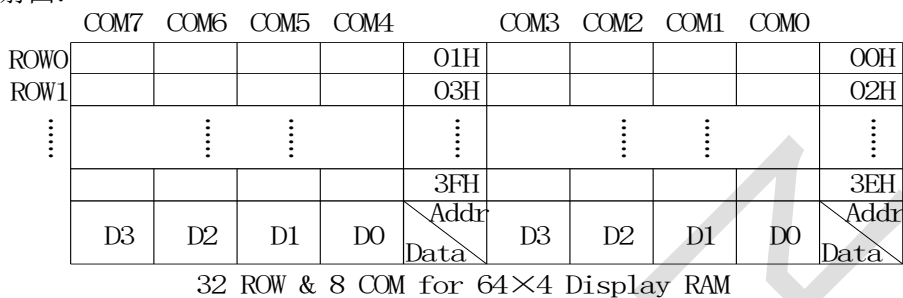 COM7 COM6 COM5 COM4 COM3 COM2 COM1 COM0
ROW0 01H 00H
ROW1 03H 02H
⋮ ⋮ ⋮ ⋮ ⋮ ⋮ ⋮
3FH 3EH
D3 D2 D1 D0 Addr Data D3 D2 D1 D0 Addr Data
32 ROW & 8 COM for 64×4 Display RAM